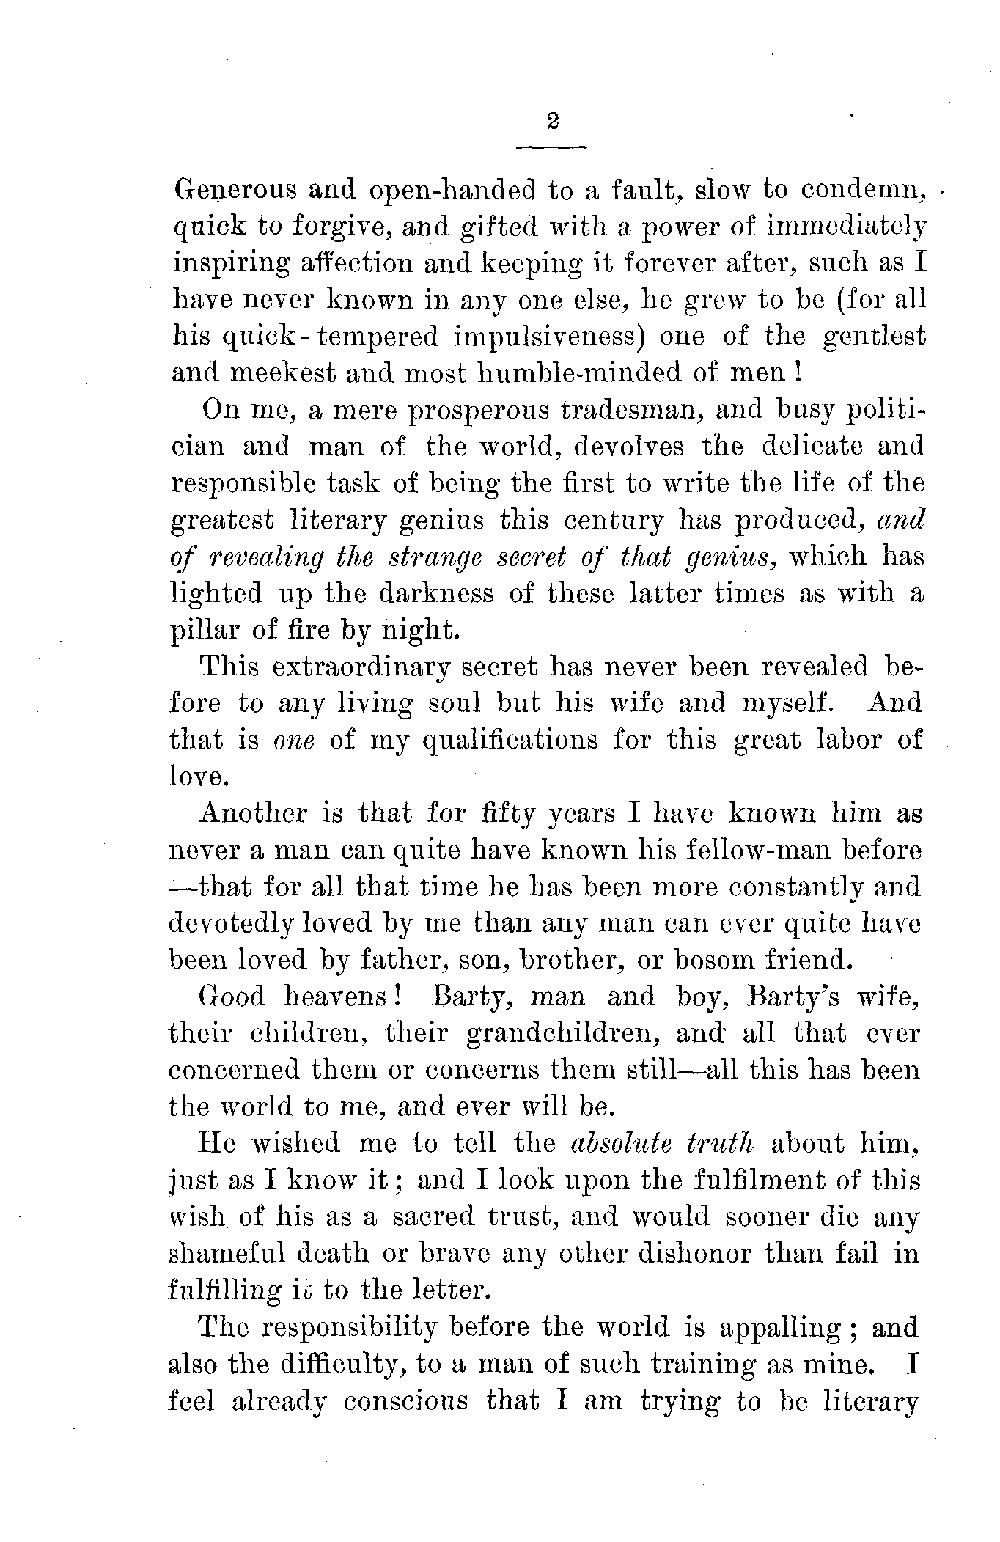 2
Generous and open-handed to a fault, slow to condemn,
quick to forgive, and gifted with a power of immediately
inspiring affection and keeping it forever after, such as I
have never known in any one else, he grew to be (for all
his quick-tempered impulsiveness) one of the gentlest
and meekest and most humble-minded of men!
On me, a mere prosperous tradesman, and busy politi-
cian and man of the world, devolves the delicate and
responsible task of being the first to write the life of the
greatest literary genius this century has produced, and
of revealing the strange secret of that genius, which has
lighted up the darkness of these latter times as with a
pillar of fire by night.
This extraordinary secret has never been revealed be-
fore to any living soul but his wife and myself. And
that is one of my qualifications for this great labor of
love.
Another is that for fifty years I have known him as
never a man can quite have known his fellow-man before
—that for all that time he has been more constantly and
devotedly loved by me than any man can ever quite have
been loved by father, son, brother, or bosom friend.
Good heavens! Barty, man and boy, Barty's wife,
their children, their grandchildren, and all that ever
concerned them or concerns them still—all this has been
the world to me, and ever will be.
He wished me to tell the absolute truth about him,
just as I know it; and I look upon the fulfilment of this
wish of his as a sacred trust, and would sooner die any
shameful death or brave any other dishonor than fail in
fulfilling it to the letter.
The responsibility before the world is appalling; and
also the difficulty, to a man of such training as mine. I
feel already conscious that I am trying to be literary